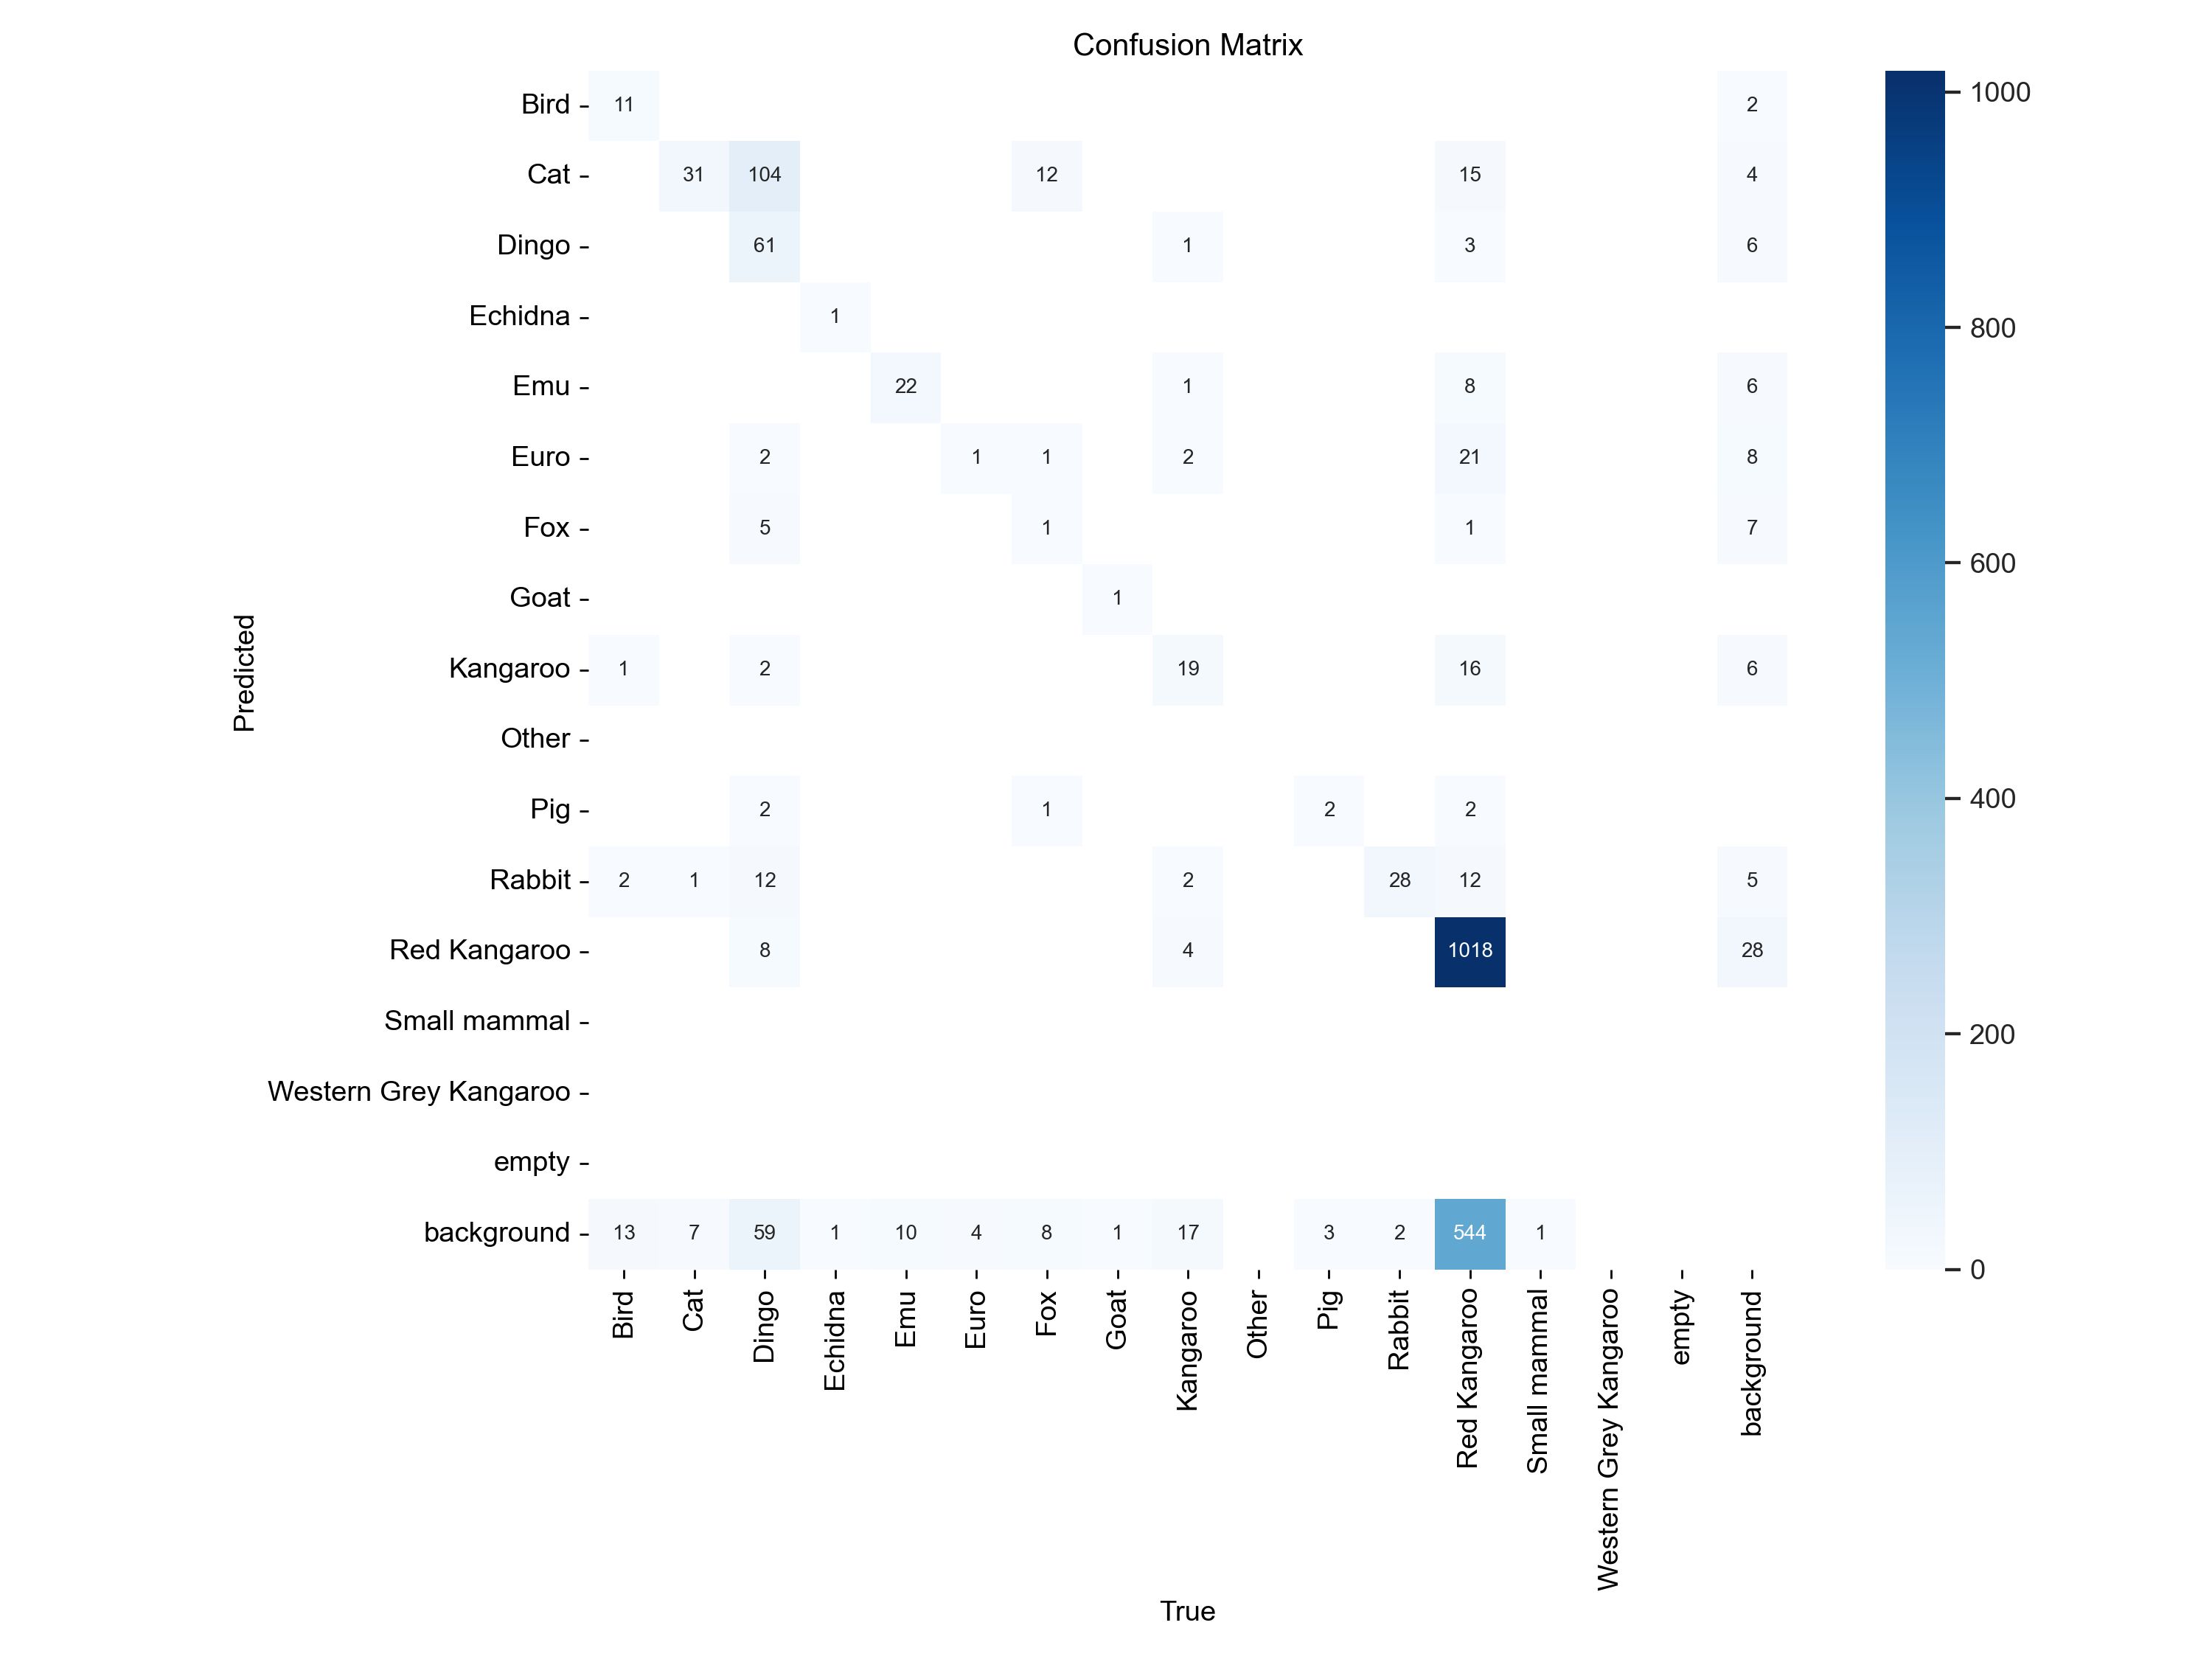 Confusion Matrix
Bird 11 2
Cat 31 104 12 15 4
Dingo 61 1 3 6
Echidna 1
Emu 22 1 8 6
Euro 2 1 1 2 21 8
Fox 5 1 1 7
Goat 1
Kangaroo 1 2 19 16 6
Other
Pig 2 1 2 2
Rabbit 2 1 12 2 28 12 5
Red Kangaroo 8 4 1018 28
Small mammal
Western Grey Kangaroo
empty
background 13 7 59 1 10 4 8 1 17 3 2 544 1
Predicted
Bird
Cat
Dingo
Echidna
Emu
Euro
Fox
Goat
Kangaroo
Other
Pig
Rabbit
Red Kangaroo
Small mammal
Western Grey Kangaroo
empty
background
True
1000
800
600
400
200
0